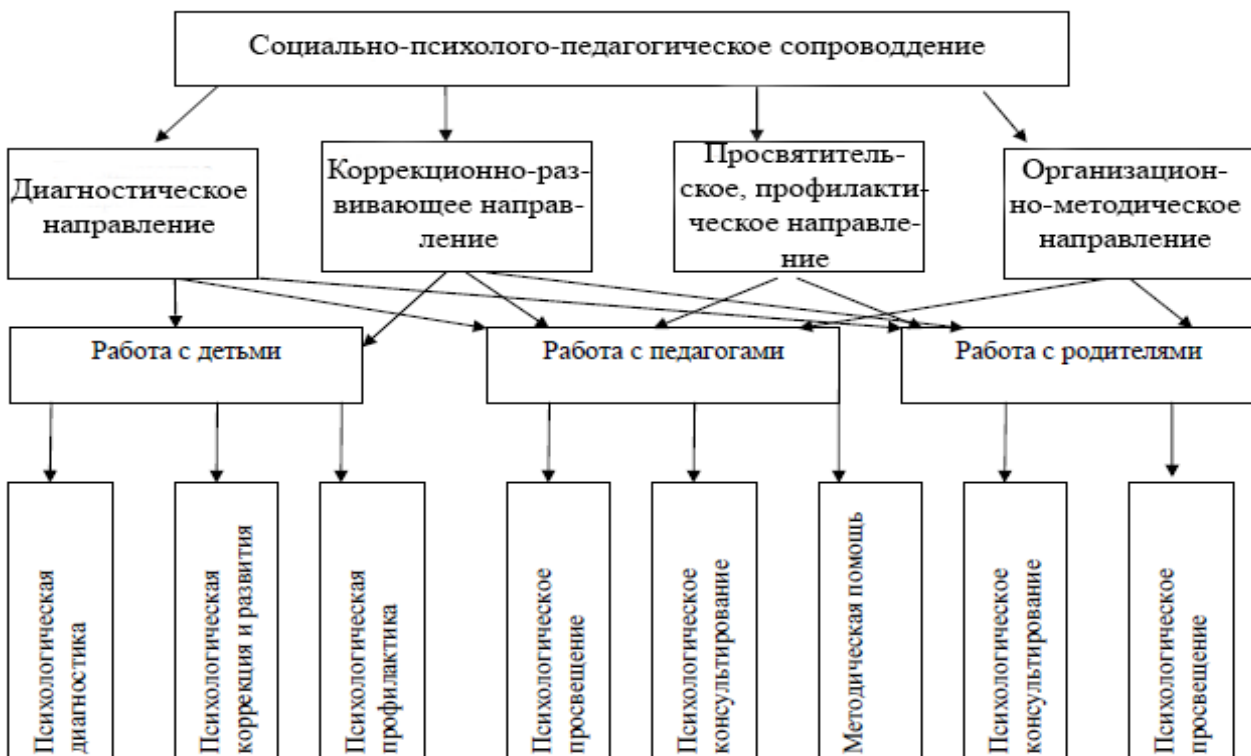 Социально-психолого-педагогическое сопроводдение
Диагностическое
направление
Коррекционно-раз-
вивающее направ-
ление
Просвятитель-
ское, профилакти-
ческое направле-
ние
Организацион-
но-методическое
направление
Работа с детьми
Работа с педагогами
Работа с родителями
Психологическая
диагностика
Психологическая
коррекция и развития
Психологическая
профилактика
Психологическое
просвещение
Психологическое
консультирование
Методическая помощь
Психологическое
консультирование
Психологическое
просвещение